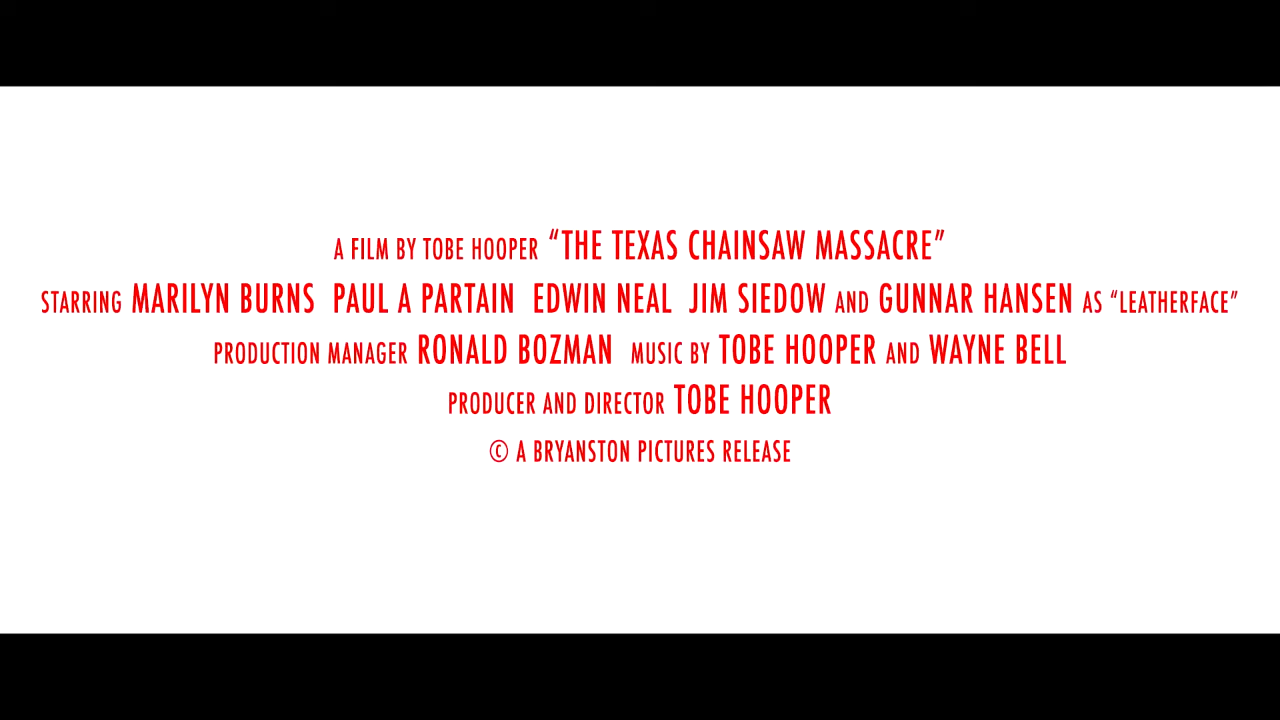 A FILM BY TOBE HOOPER “THE TEXAS CHAINSAW MASSACRE”
STARRING MARILYN BURNS PAUL A PARTAIN EDWIN NEAL JIM SIEDOW AND GUNNAR HANSEN AS “LEATHERFACE”
PRODUCTION MANAGER RONALD BOZMAN MUSIC BY TOBE HOOPER AND WAYNE BELL
PRODUCER AND DIRECTOR TOBE HOOPER
© A BRYANSTON PICTURES RELEASE